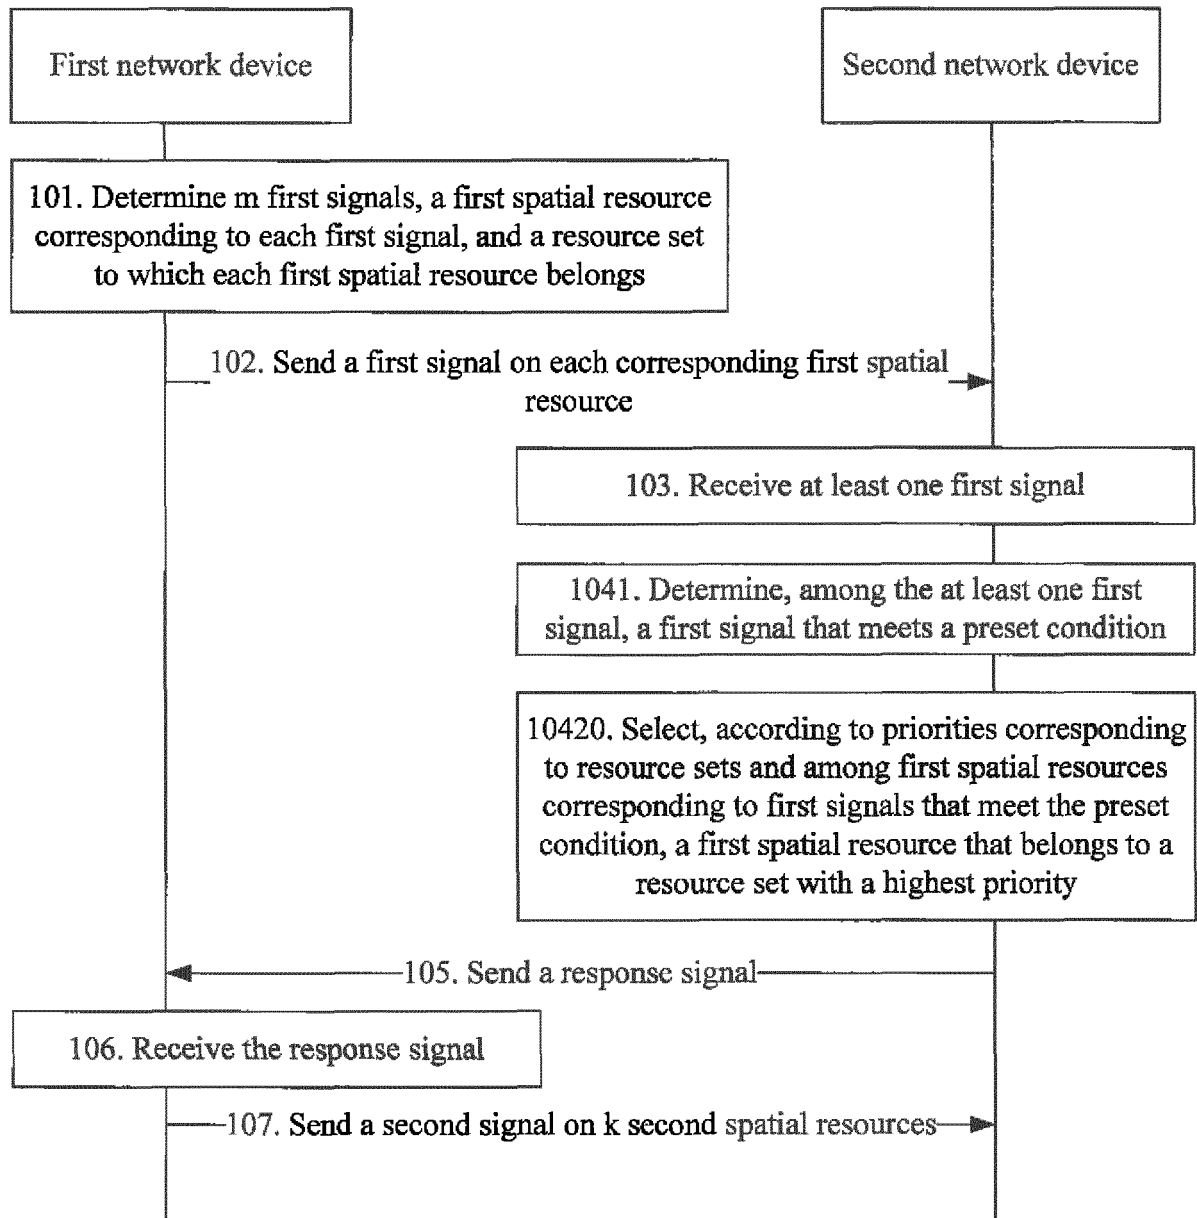 First network device
Second network device
101. Determine m first signals, a first spatial resource
corresponding to each first signal, and a resource set
to which each first spatial resource belongs
102. Send a first signal on each corresponding first spatial
resource
103. Receive at least one first signal
1041. Determine, among the at least one first
signal, a first signal that meets a preset condition
10420. Select, according to priorities corresponding
to resource sets and among first spatial resources
corresponding to first signals that meet the preset
condition, a first spatial resource that belongs to a
resource set with a highest priority
105. Send a response signal
106. Receive the response signal
107. Send a second signal on k second spatial resources